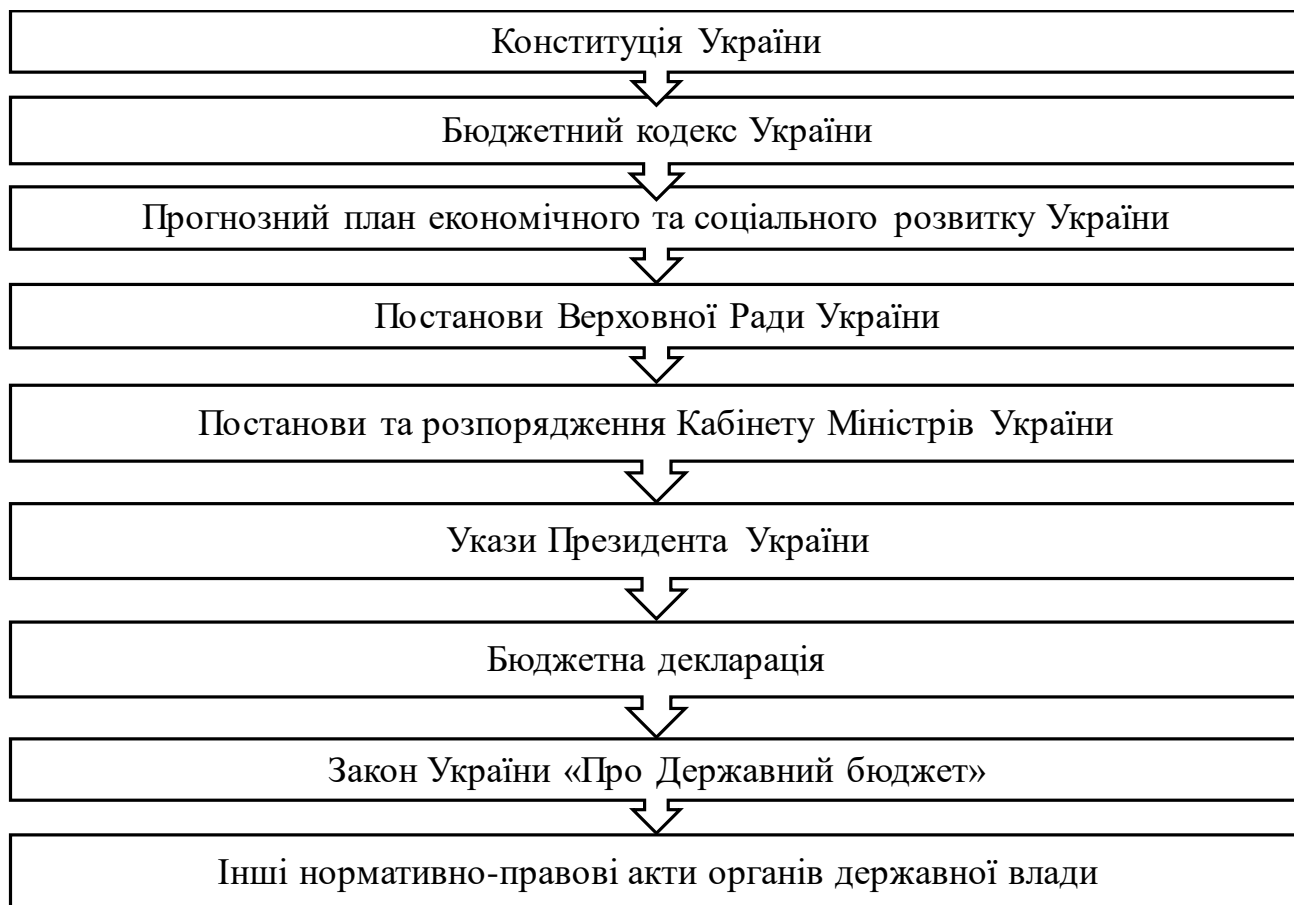 Конституція України
Бюджетний кодекс України
Прогнозний план економічного та соціального розвитку України
Постанови Верховної Ради України
Постанови та розпорядження Кабінету Міністрів України
Укази Президента України
Бюджетна декларація
Закон України «Про Державний бюджет»
Інші нормативно-правові акти органів державної влади